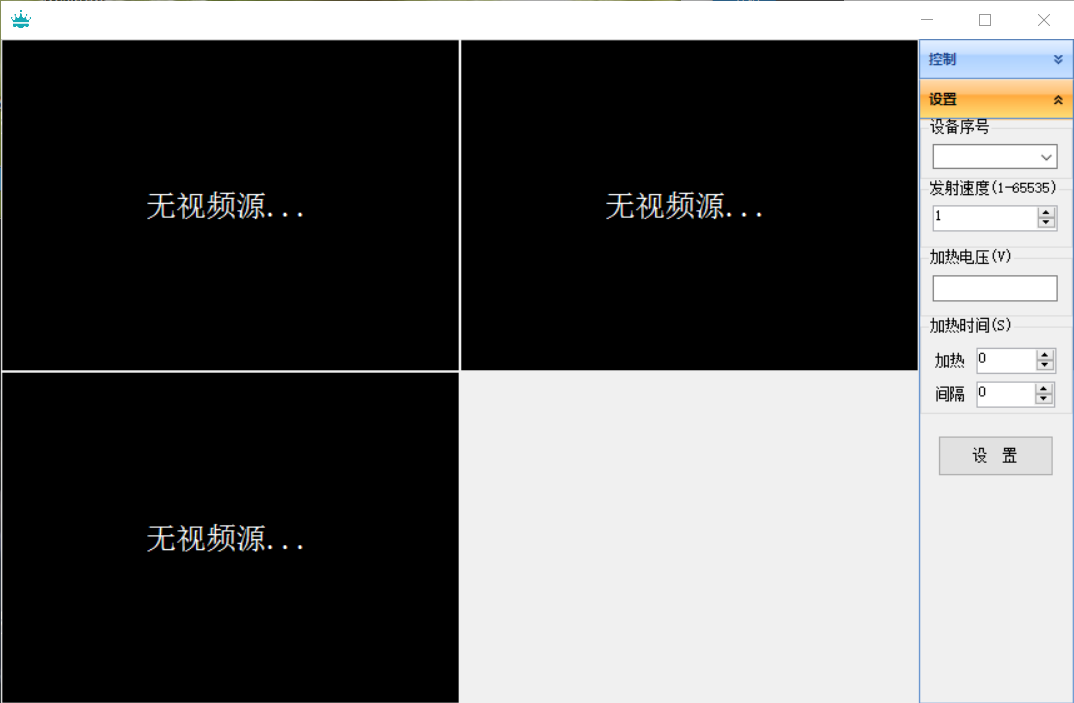 无视频源...
无视频源...
无视频源...
控制
设置
设备序号
发射速度(1-65535)
1
加热电压(V)
加热时间(S)
加热 0
间隔 0
设 置